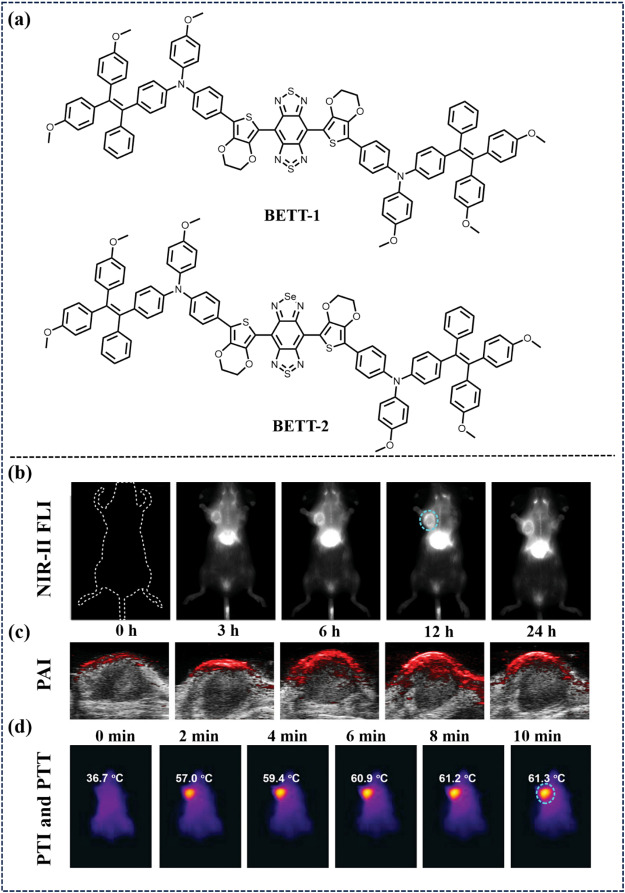 (a)
O
O
O
N
S
N
S
N
O
O
O
O
S
N
N
S
O
O
N
O
O
O
BETT-1
O
O
O
N
Se
N
S
N
O
O
O
O
S
N
N
S
O
O
N
O
O
O
BETT-2
(b)
NIR-II FLI
0 h
3 h
6 h
12 h
24 h
(c)
PAI
(d)
0 min
2 min
4 min
6 min
8 min
10 min
PTI and PTT
36.7 °C
57.0 °C
59.4 °C
60.9 °C
61.2 °C
61.3 °C